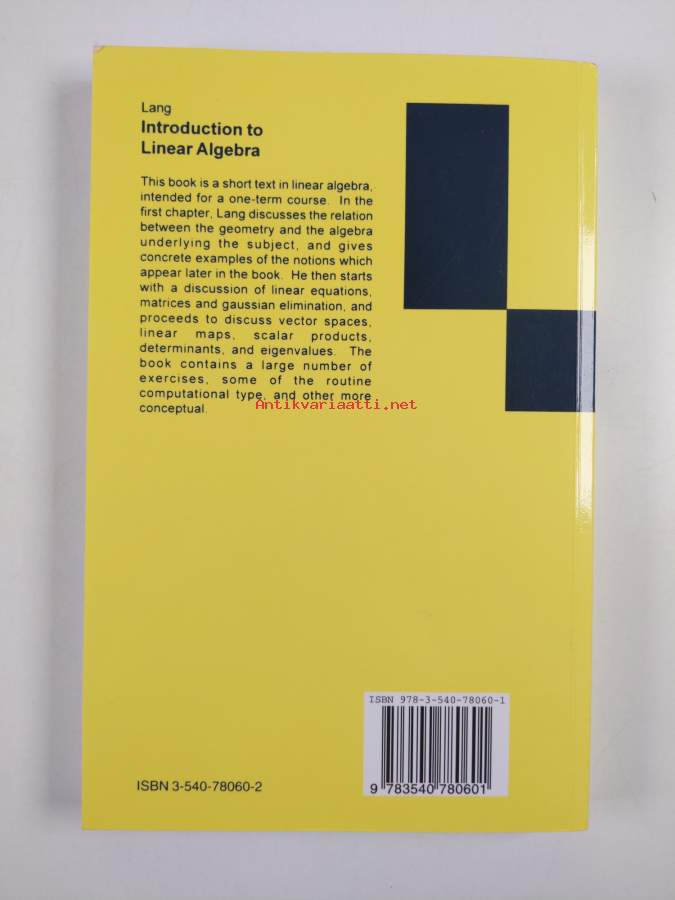 Lang
Introduction to
Linear Algebra
This book is a short text in linear algebra,
intended for a one-term course. In the
first chapter, Lang discusses the relation
between the geometry and the algebra
underlying the subject, and gives
concrete examples of the notions which
appear later in the book. He then starts
with a discussion of linear equations,
matrices and gaussian elimination, and
proceeds to discuss vector spaces,
linear maps, scalar products,
determinants, and eigenvalues. The
book contains a large number of
exercises, some of the routine
computational type, and other more
conceptual.
Antikvariaatti.net
ISBN 978-3-540-78060-1
9 783540 780601
ISBN 3-540-78060-2